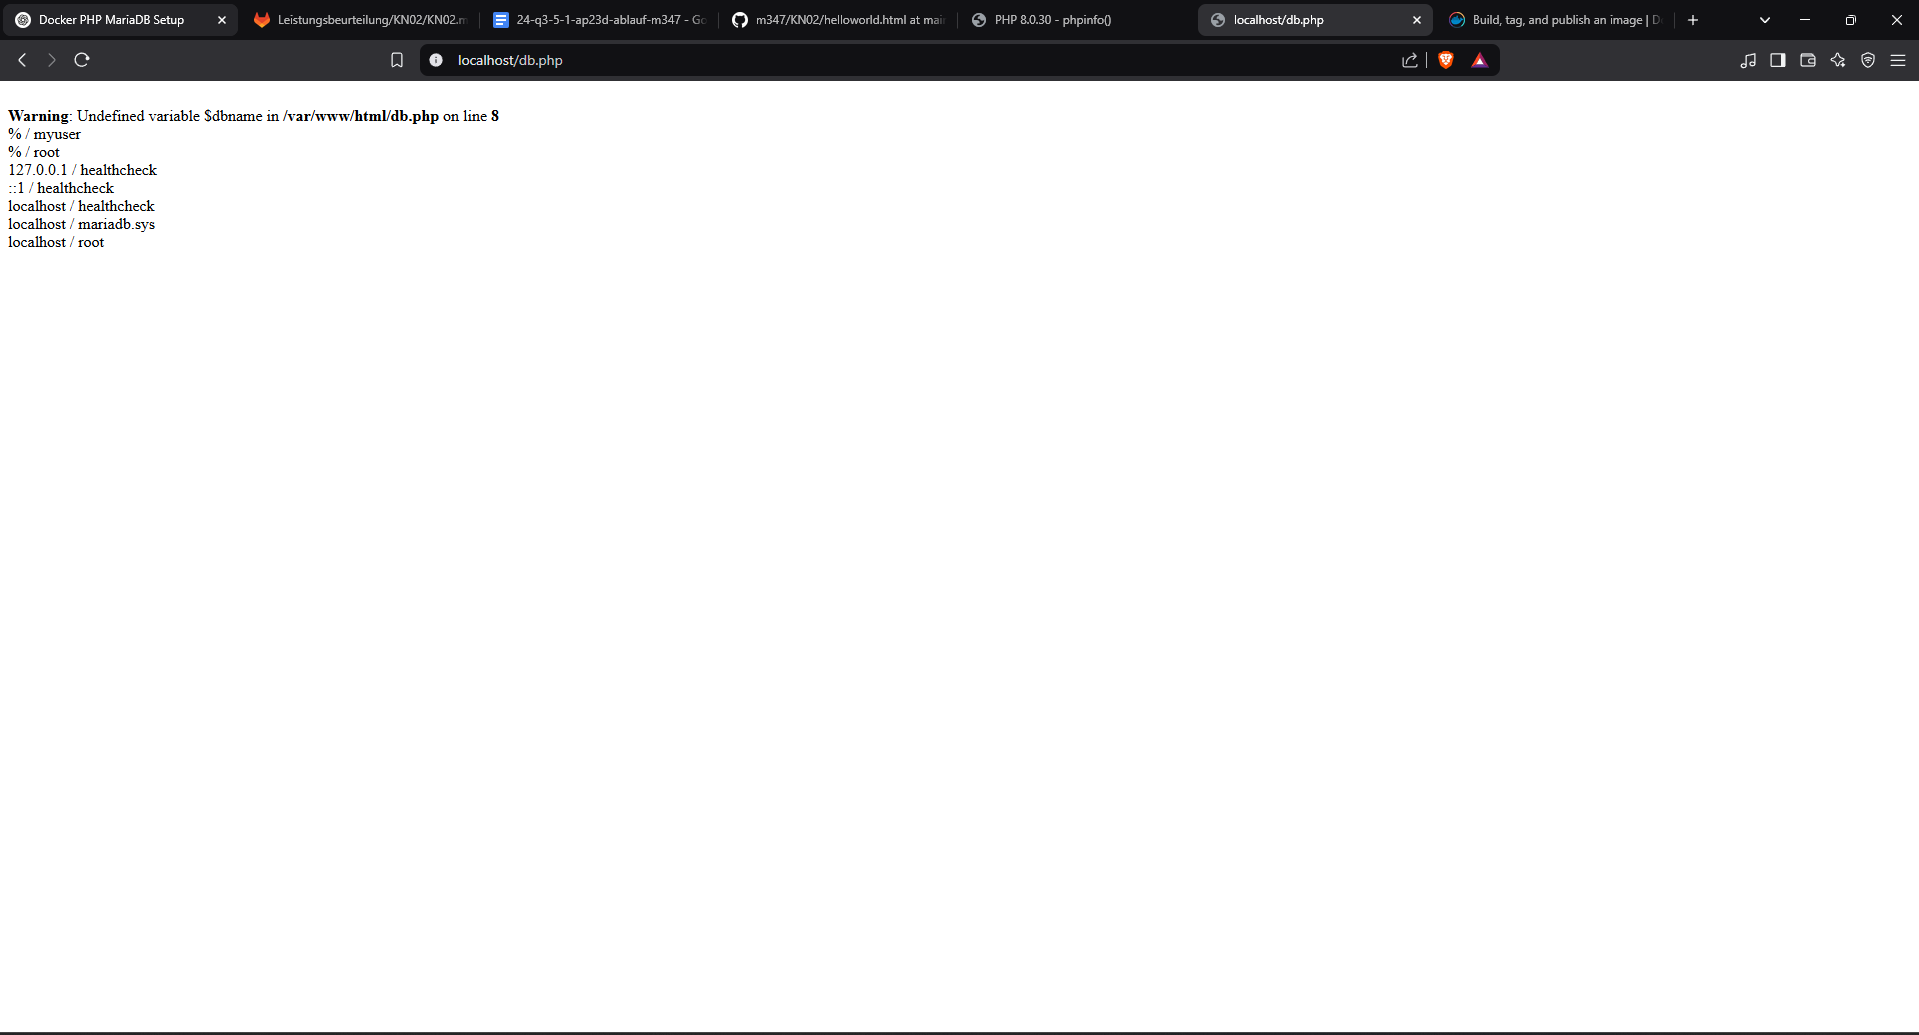 Docker PHP MariaDB Setup
Leistungsbeurteilung/KN02/KN02.m
24-q3-5-1-ap23d-ablauf-m347 - Go
m347/KN02/helloworld.html at mai
PHP 8.0.30 - phpinfo()
localhost/db.php
Build, tag, and publish an image | D
localhost/db.php
Warning: Undefined variable $dbname in /var/www/html/db.php on line 8
% / myuser
% / root
127.0.0.1 / healthcheck
::1 / healthcheck
localhost / healthcheck
localhost / mariadb.sys
localhost / root